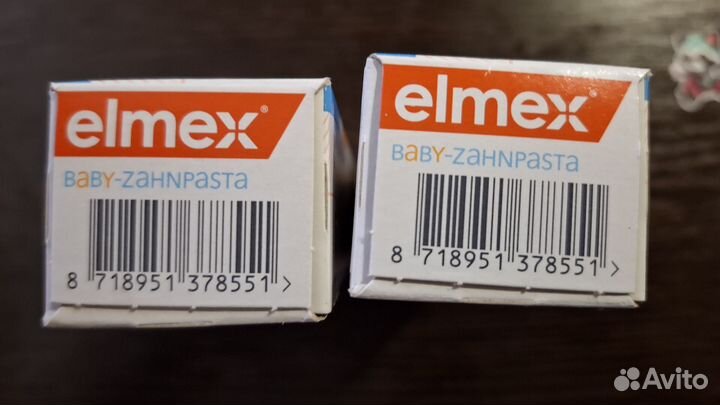 elmex®
BaBY-ZaHNPaSTa
8 718951 378551 >
elmex®
BaBY-ZaHNPaSTa
8 718951 378551 >
Avito